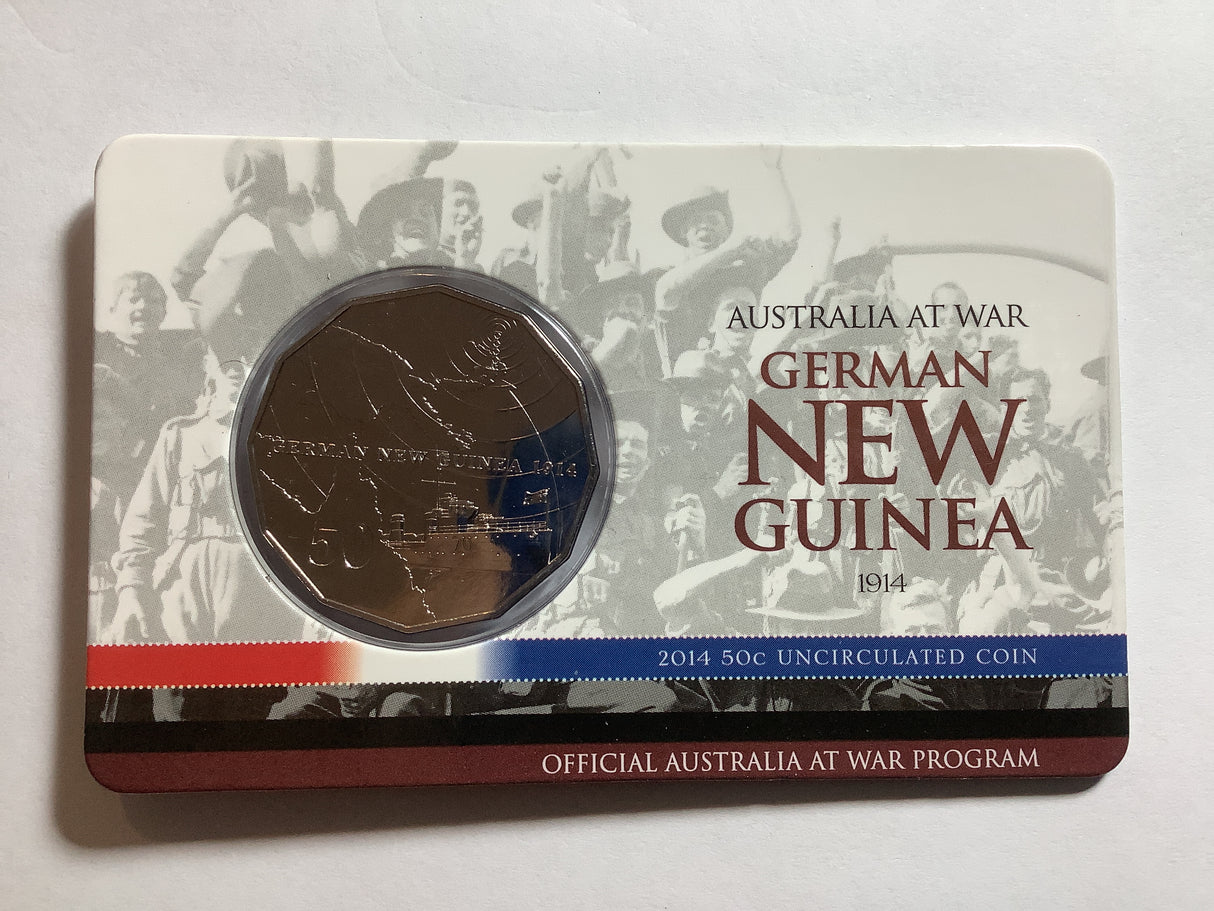 AUSTRALIA AT WAR
GERMAN
NEW
GUINEA
1914
GERMAN NEW GUINEA 1914
50
2014 50c UNCIRCULATED COIN
OFFICIAL AUSTRALIA AT WAR PROGRAM